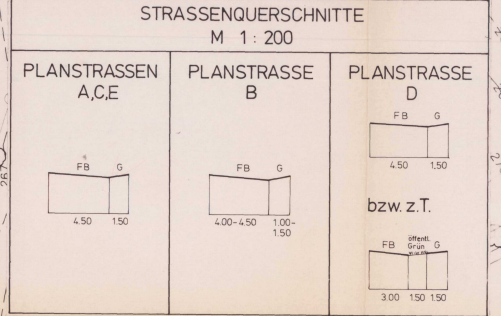 STRASSENQUERSCHNITTE
M 1:200
PLANSTRASSEN
A,C,E
FB G
4.50 1.50
PLANSTRASSE
B
FB G
4.00-4.50 1.00-
1.50
PLANSTRASSE
D
FB G
4.50 1.50
bzw. z.T.
öffentl.
FB Grün G
3.00 1.50 1.50